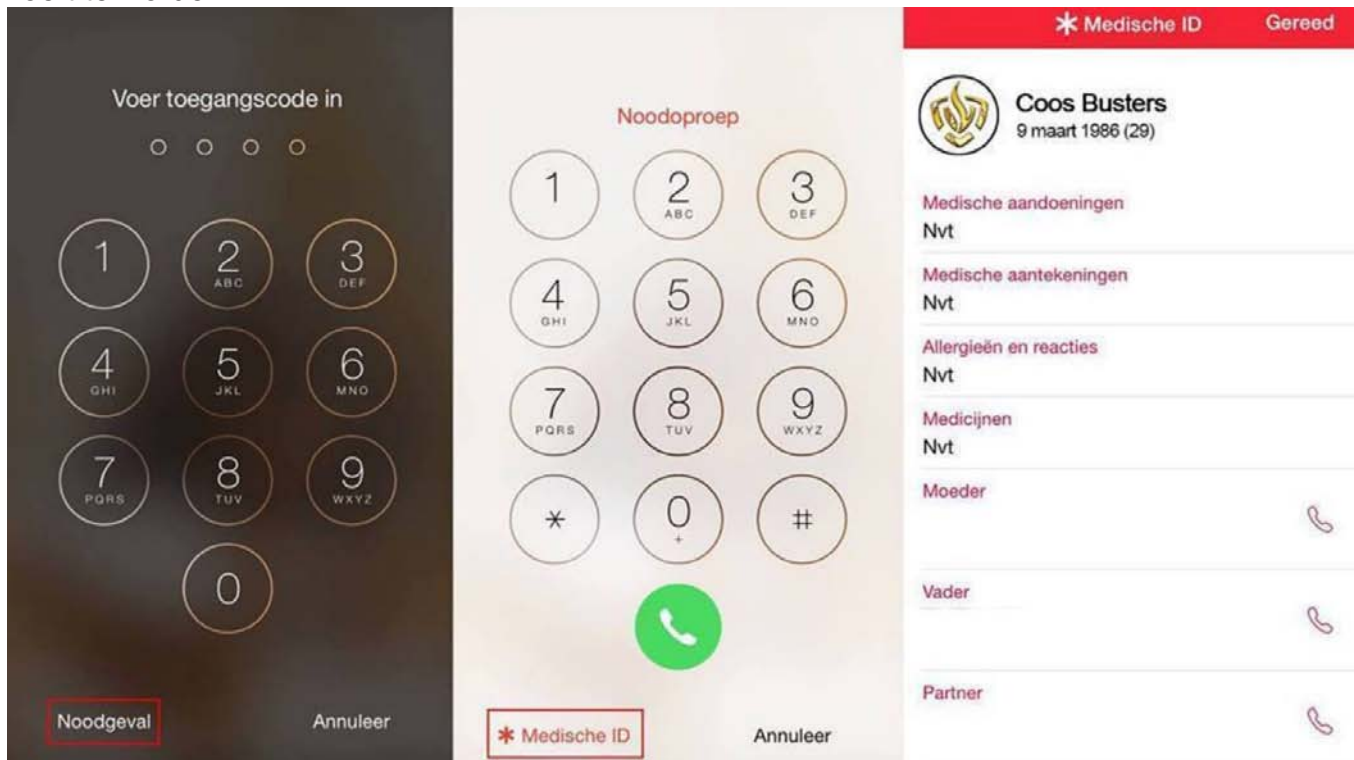 Voer toegangscode in
1 2 3
ABC DEF
4 5 6
GHI JKL MNO
7 8 9
PQRS TUV WXYZ
0
Noodgeval Annuleer
Noodoproep
1 2 3
ABC DEF
4 5 6
GHI JKL MNO
7 8 9
PQRS TUV WXYZ
* 0 #
+
* Medische ID Annuleer
* Medische ID Gereed
Coos Busters
9 maart 1986 (29)
Medische aandoeningen
Nvt
Medische aantekeningen
Nvt
Allergieën en reacties
Nvt
Medicijnen
Nvt
Moeder
Vader
Partner